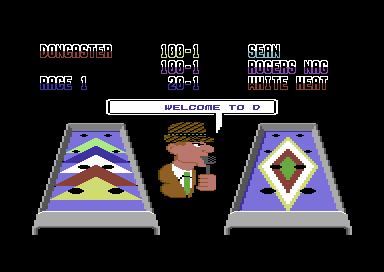 DONCASTER 100-1 SEAN
100-1 ROGERS NAG
RACE 1 20-1 WHITE HEAT
WELCOME TO D